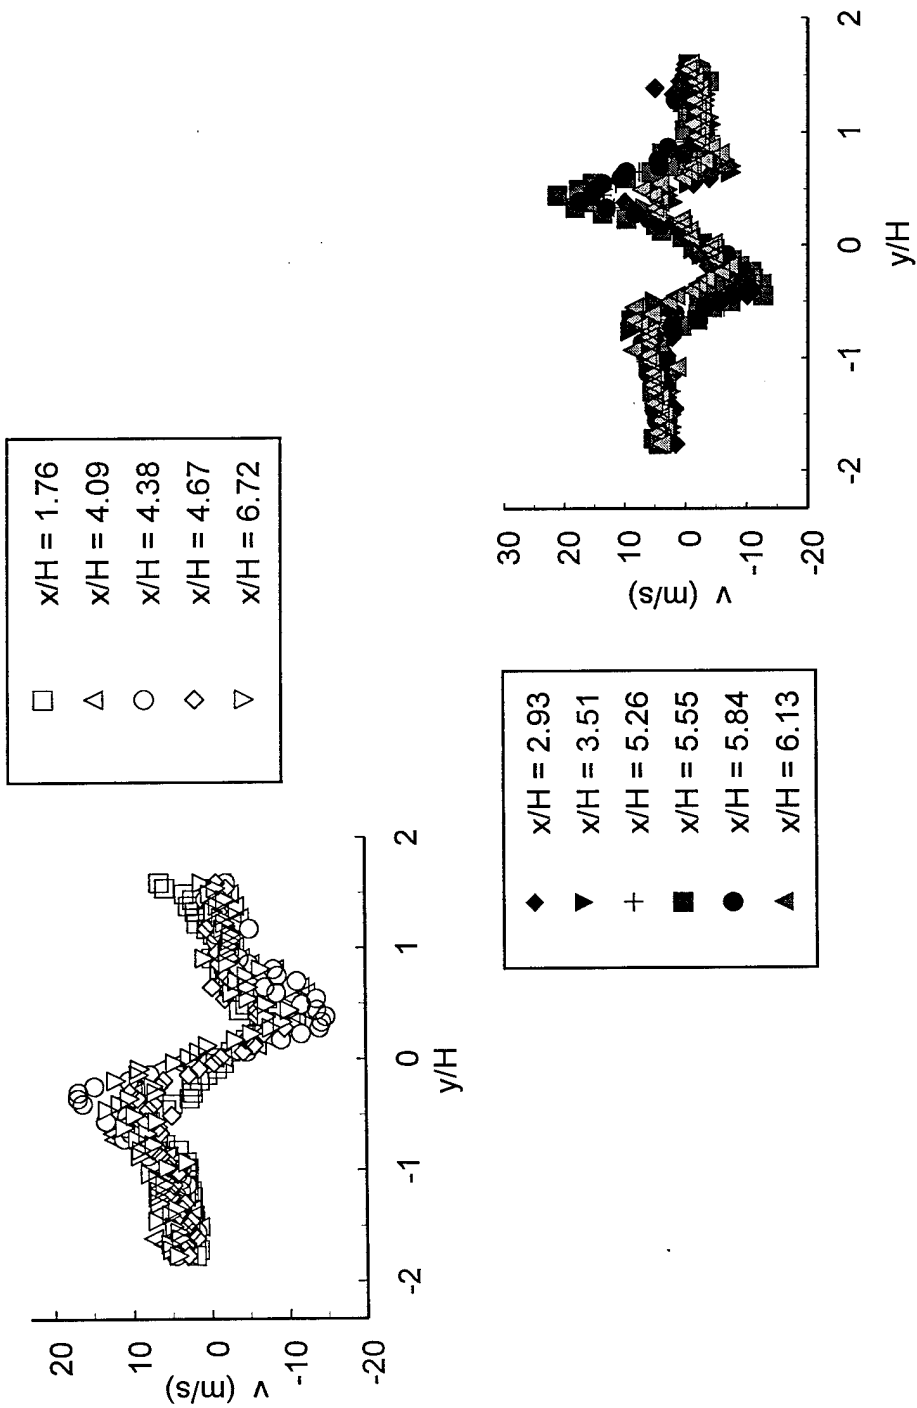 20
10
0
-10
-20
v (m/s)
-2
-1
0
1
2
y/H
x/H = 1.76
x/H = 4.09
x/H = 4.38
x/H = 4.67
x/H = 6.72
x/H = 2.93
x/H = 3.51
x/H = 5.26
x/H = 5.55
x/H = 5.84
x/H = 6.13
30
20
10
0
-10
-20
v (m/s)
-2
-1
0
1
2
y/H